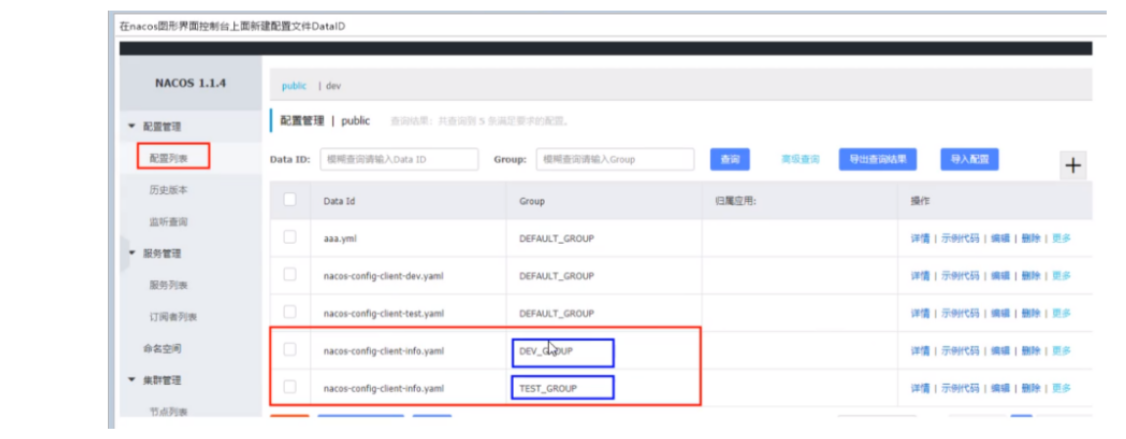 在nacos图形界面控制台上面新建配置文件DataID
NACOS 1.1.4
public | dev
配置管理
配置管理 | public 查询结果：共查询到 5 条满足要求的配置。
配置列表
Data ID: 模糊查询请输入Data ID Group: 模糊查询请输入Group 查询 高级查询 导出查询结果 导入配置 +
历史版本
Data Id Group 归属应用: 操作
监听查询
aaa.yml DEFAULT_GROUP 详情 | 示例代码 | 编辑 | 删除 | 更多
服务管理
nacos-config-client-dev.yaml DEFAULT_GROUP 详情 | 示例代码 | 编辑 | 删除 | 更多
服务列表
订阅者列表
nacos-config-client-test.yaml DEFAULT_GROUP 详情 | 示例代码 | 编辑 | 删除 | 更多
命名空间
nacos-config-client-info.yaml DEV_GROUP 详情 | 示例代码 | 编辑 | 删除 | 更多
集群管理
nacos-config-client-info.yaml TEST_GROUP 详情 | 示例代码 | 编辑 | 删除 | 更多
节点列表